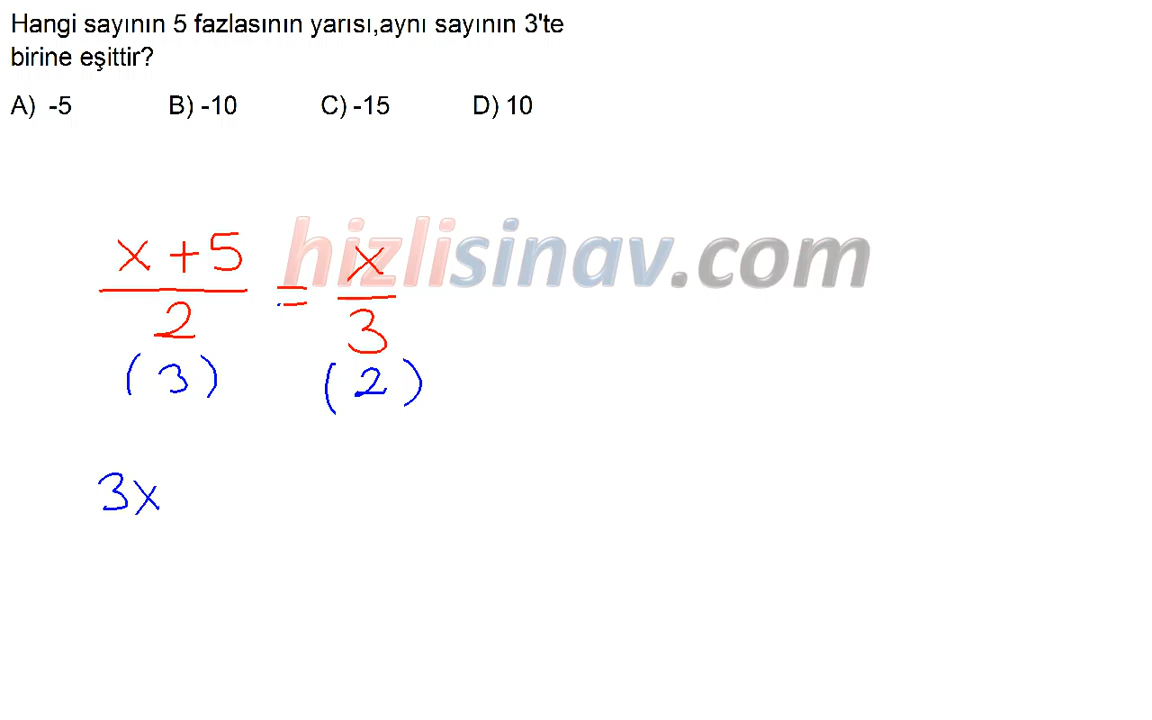 Hangi sayının 5 fazlasının yarısı,aynı sayının 3'te
birine eşittir?
A) -5 B) -10 C) -15 D) 10
hizlisinav.com
x + 5 = x
2 3
(3) (2)
3x